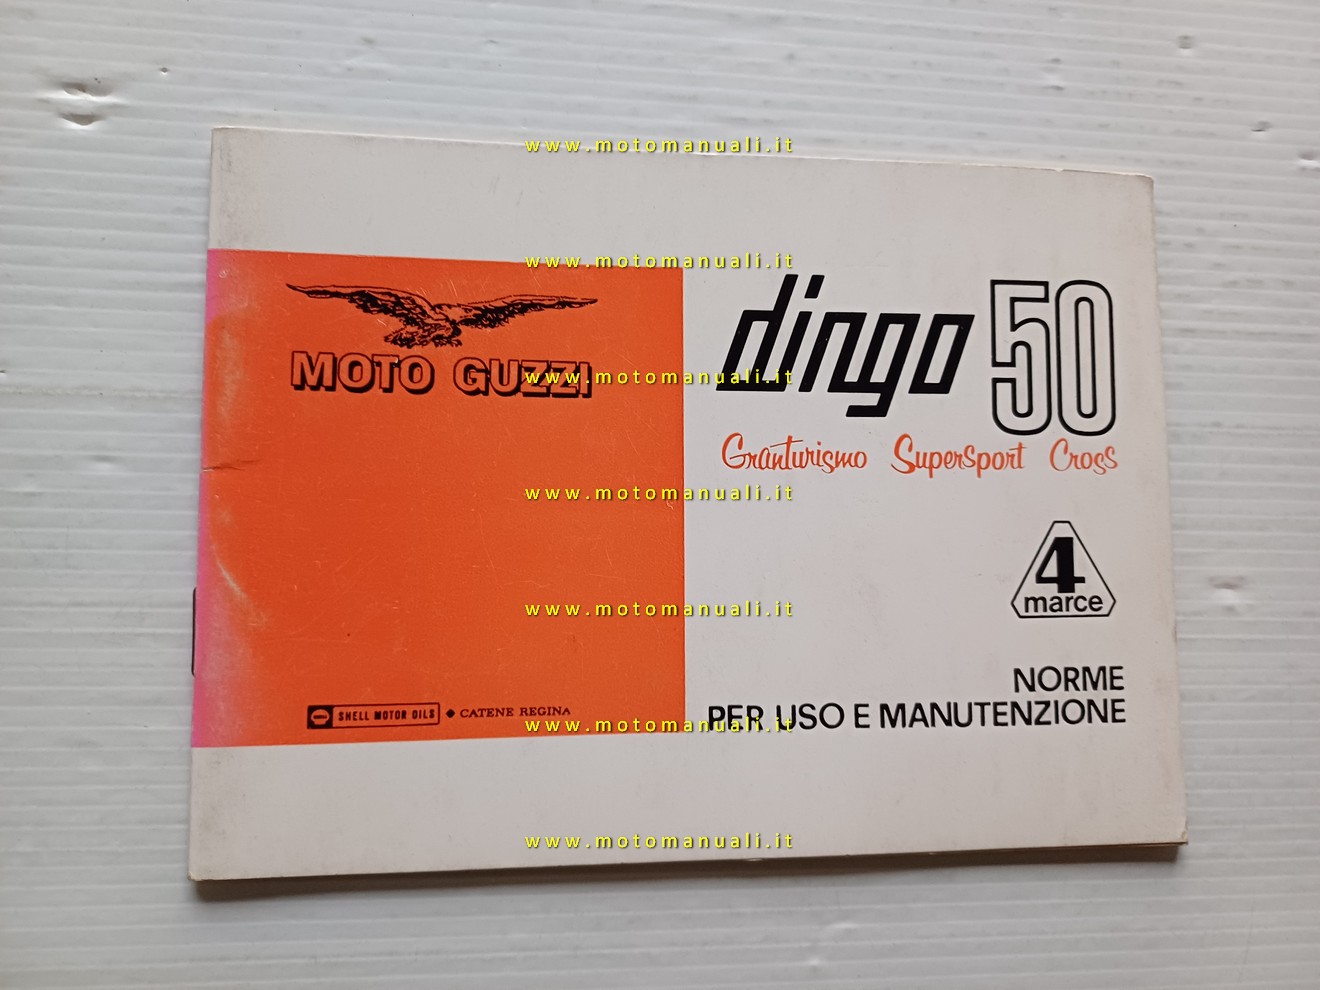 www.motomanuali.it
www.motomanuali.it
MOTO GUZZI
dingo 50
www.motomanuali.it
Granturismo Supersport Cross
www.motomanuali.it
4
marce
www.motomanuali.it
NORME
PER USO E MANUTENZIONE
SHELL MOTOR OILS ◆ CATENE REGINA
www.motomanuali.it
www.motomanuali.it